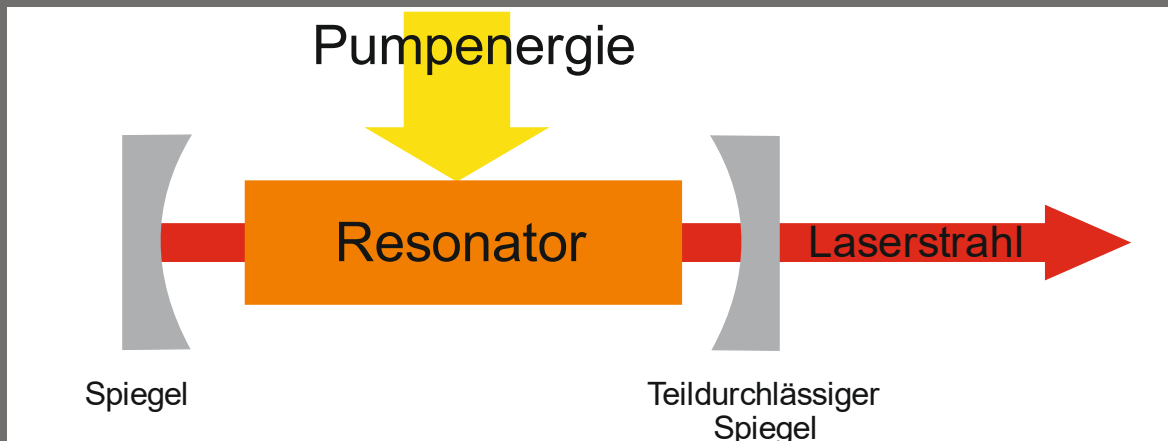 Pumpenergie
Resonator
Laserstrahl
Spiegel
Teildurchlässiger
Spiegel